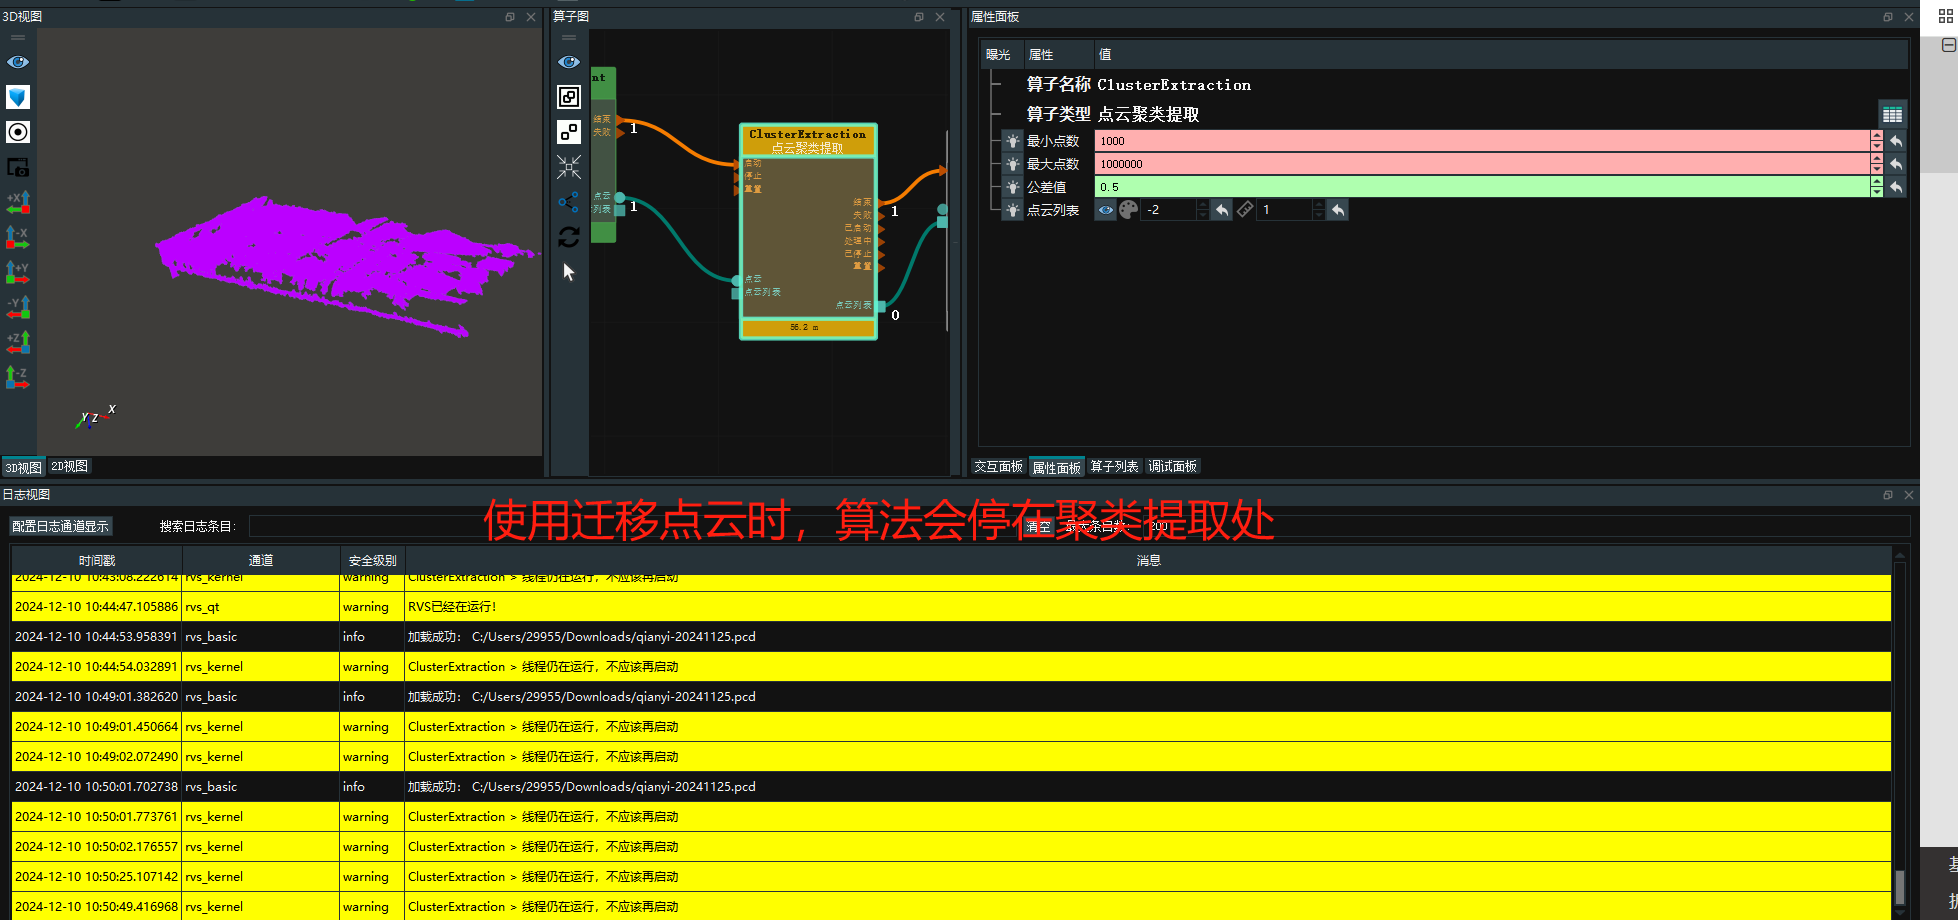 3D视图
算子图
属性面板
曝光 属性 值
算子名称 ClusterExtraction
算子类型 点云聚类提取
最小点数 1000
最大点数 1000000
公差值 0.5
点云列表 -2 1
nt
结束 1
失败
点云
列表 1
ClusterExtraction
点云聚类提取
启动
停止
重置
结束 1
失败
已启动
处理中
已停止
重置
点云
点云列表
点云列表 0
56.2 m
+X
-X
+Y
-Y
+Z
-Z
Y Z X
3D视图 2D视图
交互面板 属性面板 算子列表 调试面板
日志视图
使用迁移点云时，算法会停在聚类提取处
配置日志通道显示 搜索日志条目: 清空 最大条目数: 200
时间戳 通道 安全级别 消息
2024-12-10 10:43:08.222614 rvs_kernel warning ClusterExtraction > 线程仍在运行，不应该再启动
2024-12-10 10:44:47.105886 rvs_qt warning RVS已经在运行!
2024-12-10 10:44:53.958391 rvs_basic info 加载成功： C:/Users/29955/Downloads/qianyi-20241125.pcd
2024-12-10 10:44:54.032891 rvs_kernel warning ClusterExtraction > 线程仍在运行，不应该再启动
2024-12-10 10:49:01.382620 rvs_basic info 加载成功： C:/Users/29955/Downloads/qianyi-20241125.pcd
2024-12-10 10:49:01.450664 rvs_kernel warning ClusterExtraction > 线程仍在运行，不应该再启动
2024-12-10 10:49:02.072490 rvs_kernel warning ClusterExtraction > 线程仍在运行，不应该再启动
2024-12-10 10:50:01.702738 rvs_basic info 加载成功： C:/Users/29955/Downloads/qianyi-20241125.pcd
2024-12-10 10:50:01.773761 rvs_kernel warning ClusterExtraction > 线程仍在运行，不应该再启动
2024-12-10 10:50:02.176557 rvs_kernel warning ClusterExtraction > 线程仍在运行，不应该再启动
2024-12-10 10:50:25.107142 rvs_kernel warning ClusterExtraction > 线程仍在运行，不应该再启动
2024-12-10 10:50:49.416968 rvs_kernel warning ClusterExtraction > 线程仍在运行，不应该再启动